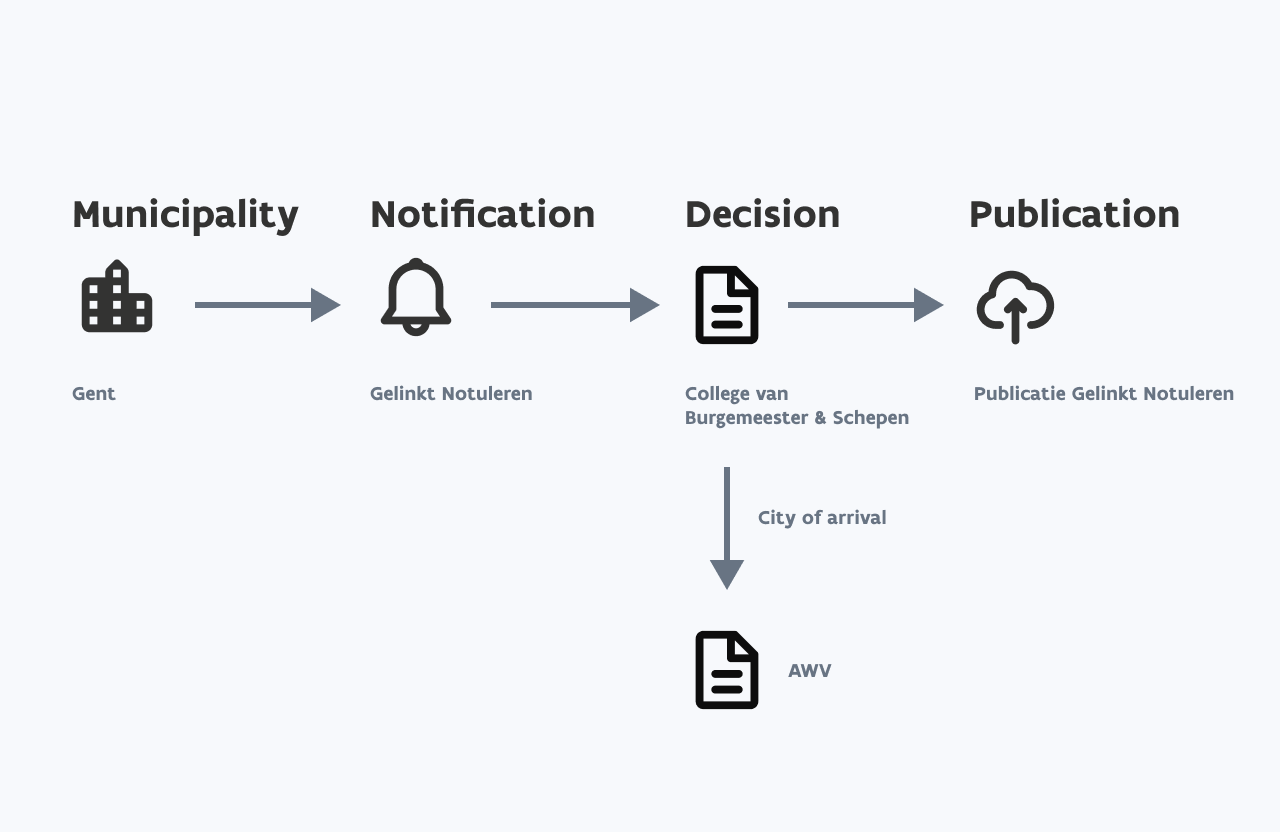 Municipality
Notification
Decision
Publication
Gent
Gelinkt Notuleren
College van
Burgemeester & Schepen
Publicatie Gelinkt Notuleren
City of arrival
AWV